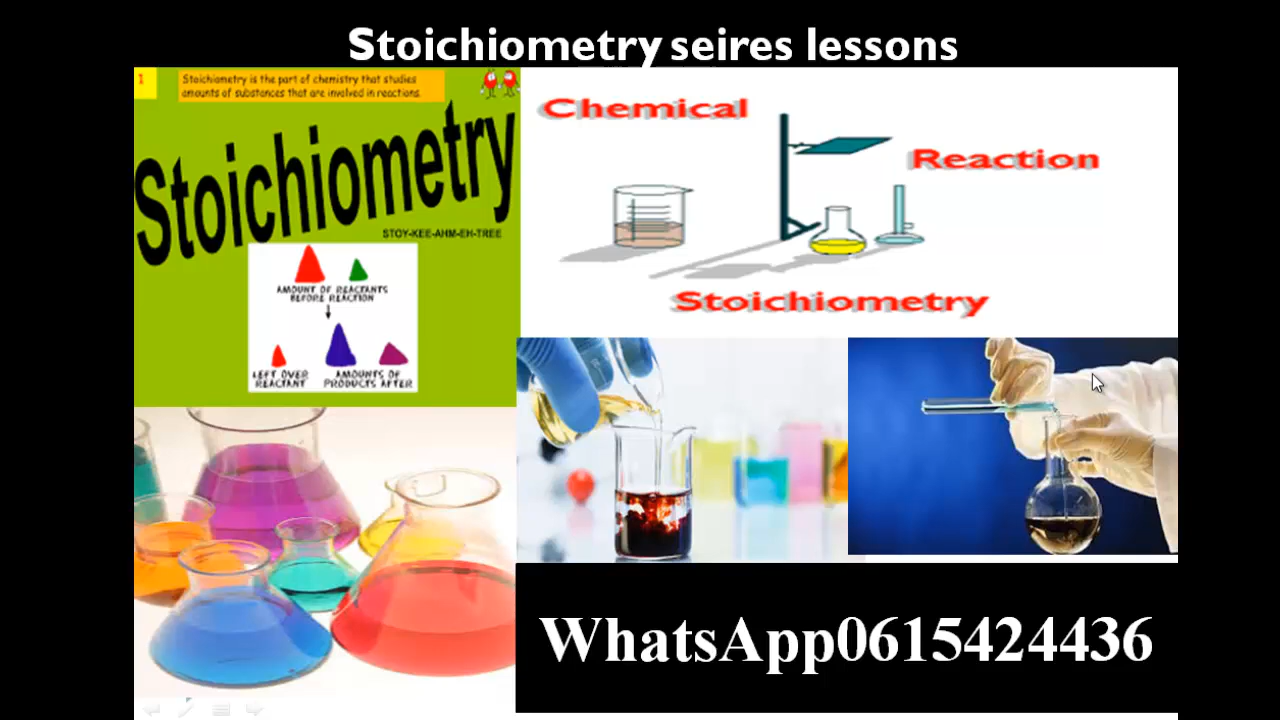 Stoichiometry seires lessons
1
Stoichiometry is the part of chemistry that studies
amounts of substances that are involved in reactions.
Stoichiometry
STOY-KEE-AHM-EH-TREE
AMOUNT OF REACTANTS
BEFORE REACTION
LEFT OVER
REACTANT
AMOUNTS OF
PRODUCTS AFTER
Chemical
Reaction
Stoichiometry
WhatsApp0615424436